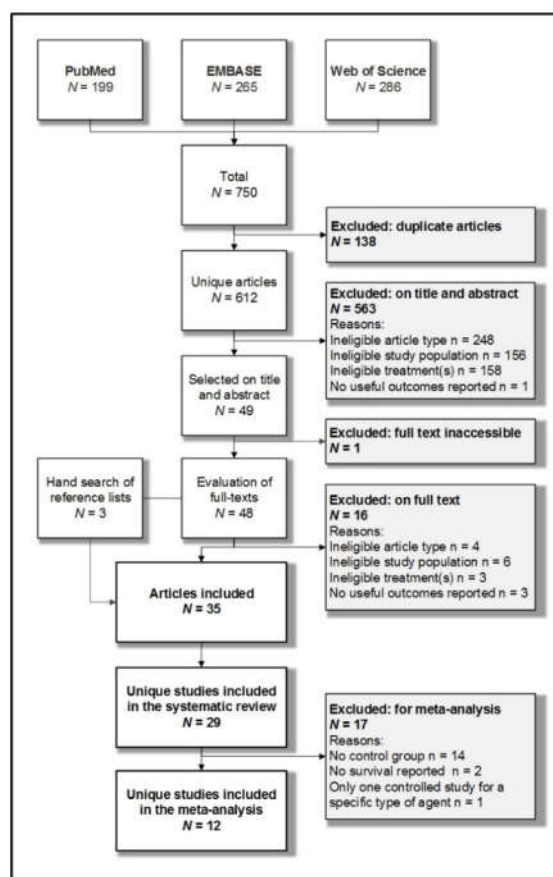 PubMed
N = 199
EMBASE
N = 265
Web of Science
N = 286
Total
N = 750
Excluded: duplicate articles
N = 138
Unique articles
N = 612
Excluded: on title and abstract
N = 563
Reasons:
Ineligible article type n = 248
Ineligible study population n = 156
Ineligible treatment(s) n = 158
No useful outcomes reported n = 1
Selected on title
and abstract
N = 49
Excluded: full text inaccessible
N = 1
Hand search of
reference lists
N = 3
Evaluation of
full-texts
N = 48
Excluded: on full text
N = 16
Reasons:
Ineligible article type n = 4
Ineligible study population n = 6
Ineligible treatment(s) n = 3
No useful outcomes reported n = 3
Articles included
N = 35
Unique studies included
in the systematic review
N = 29
Excluded: for meta-analysis
N = 17
Reasons:
No control group n = 14
No survival reported n = 2
Only one controlled study for a
specific type of agent n = 1
Unique studies included
in the meta-analysis
N = 12